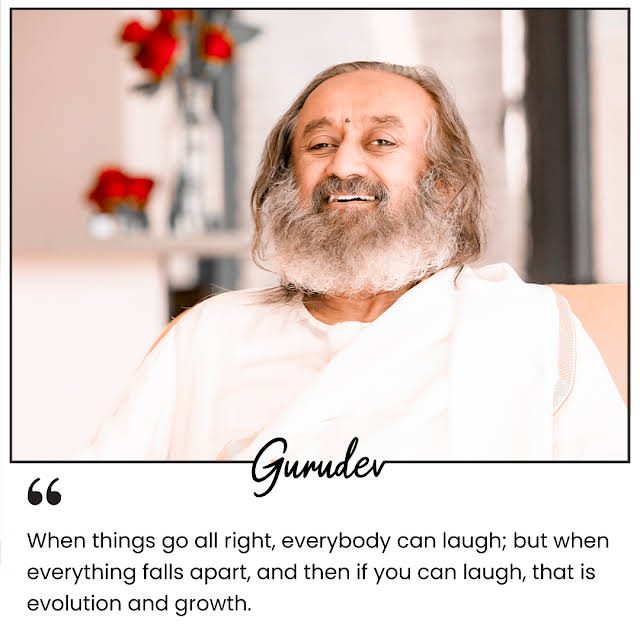 Gurudev
“
When things go all right, everybody can laugh; but when
everything falls apart, and then if you can laugh, that is
evolution and growth.